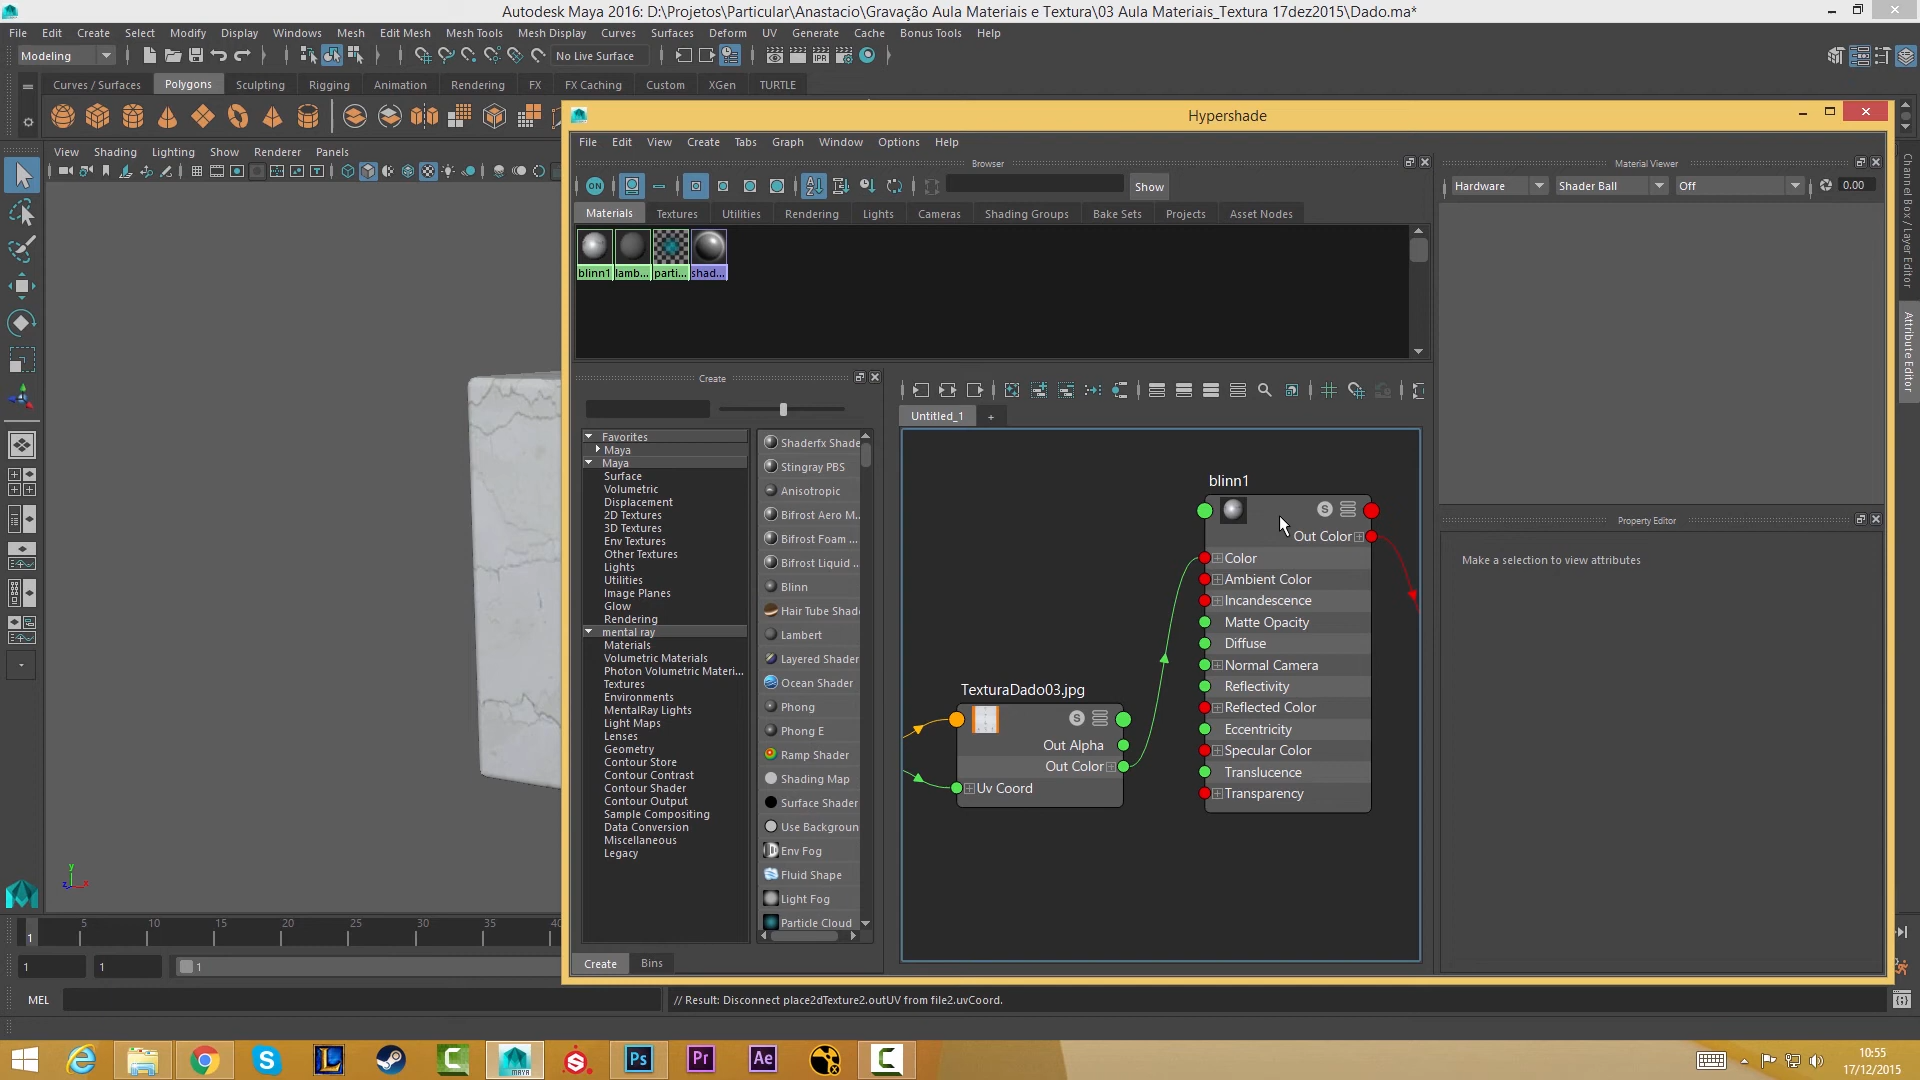 Autodesk Maya 2016: D:\Projetos\Particular\Anastacio\Gravação Aula Materiais e Textura\03 Aula Materiais_Textura 17dez2015\Dado.ma*
File Edit Create Select Modify Display Windows Mesh Edit Mesh Mesh Tools Mesh Display Curves Surfaces Deform UV Generate Cache Bonus Tools Help
Modeling
No Live Surface
IPR
Curves / Surfaces Polygons Sculpting Rigging Animation Rendering FX FX Caching Custom XGen TURTLE
Hypershade
View Shading Lighting Show Renderer Panels
File Edit View Create Tabs Graph Window Options Help
Browser
Material Viewer
ON
Show
Hardware
Shader Ball
Off
0.00
Materials Textures Utilities Rendering Lights Cameras Shading Groups Bake Sets Projects Asset Nodes
blinn1 lamb... parti... shad...
Channel Box / Layer Editor
Attribute Editor
Create
Untitled_1 +
Favorites
Maya
Maya
Surface
Volumetric
Displacement
2D Textures
3D Textures
Env Textures
Other Textures
Lights
Utilities
Image Planes
Glow
Rendering
mental ray
Materials
Volumetric Materials
Photon Volumetric Materi...
Textures
Environments
MentalRay Lights
Light Maps
Lenses
Geometry
Contour Store
Contour Contrast
Contour Shader
Contour Output
Sample Compositing
Data Conversion
Miscellaneous
Legacy
Shaderfx Shade
Stingray PBS
Anisotropic
Bifrost Aero M...
Bifrost Foam ...
Bifrost Liquid ...
Blinn
Hair Tube Shad
Lambert
Layered Shader
Ocean Shader
Phong
Phong E
Ramp Shader
Shading Map
Surface Shader
Use Backgroun
Env Fog
Fluid Shape
Light Fog
Particle Cloud
Create Bins
blinn1
S
Out Color
Color
Ambient Color
Incandescence
Matte Opacity
Diffuse
Normal Camera
Reflectivity
Reflected Color
Eccentricity
Specular Color
Translucence
Transparency
TexturaDado03.jpg
S
Out Alpha
Out Color
Uv Coord
Property Editor
Make a selection to view attributes
y
z x
1 5 10 15 20 25 30 35 40
1 1 1
MEL
// Result: Disconnect place2dTexture2.outUV from file2.uvCoord.
MAYA
Ps Pr Ae
10:55
17/12/2015